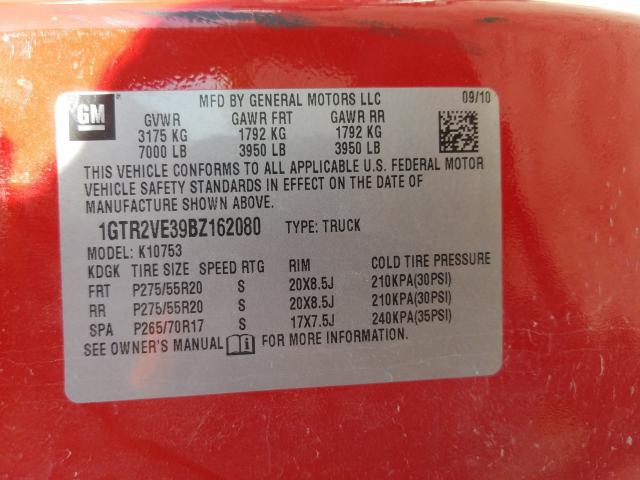 GM
MFD BY GENERAL MOTORS LLC 09/10
GVWR GAWR FRT GAWR RR
3175 KG 1792 KG 1792 KG
7000 LB 3950 LB 3950 LB
THIS VEHICLE CONFORMS TO ALL APPLICABLE U.S. FEDERAL MOTOR
VEHICLE SAFETY STANDARDS IN EFFECT ON THE DATE OF
MANUFACTURE SHOWN ABOVE.
1GTR2VE39BZ162080 TYPE: TRUCK
MODEL: K10753
KDGK TIRE SIZE SPEED RTG RIM COLD TIRE PRESSURE
FRT P275/55R20 S 20X8.5J 210KPA(30PSI)
RR P275/55R20 S 20X8.5J 210KPA(30PSI)
SPA P265/70R17 S 17X7.5J 240KPA(35PSI)
SEE OWNER'S MANUAL FOR MORE INFORMATION.